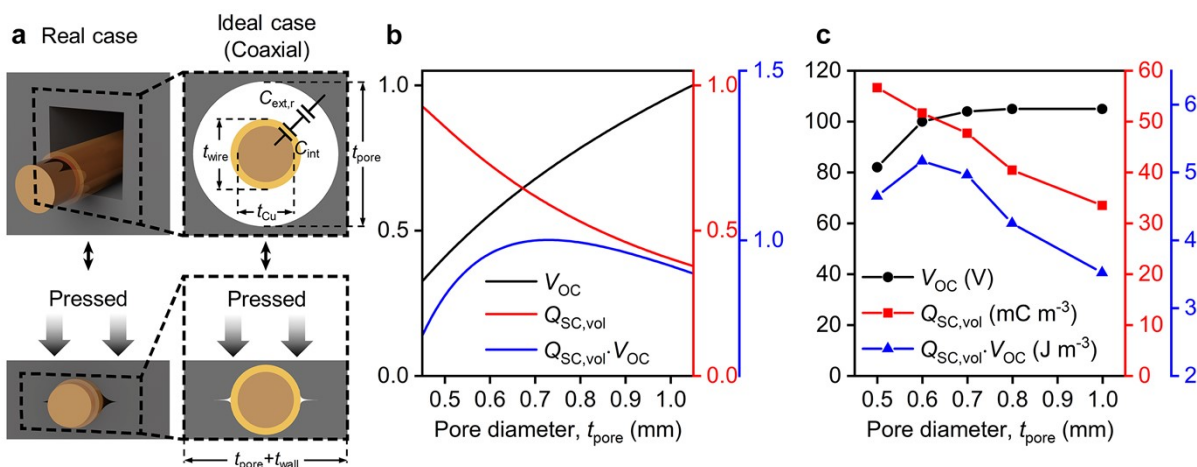 a
Real case
Ideal case
(Coaxial)
C_ext,r
C_int
t_wire
t_Cu
t_pore
Pressed
Pressed
t_pore+t_wall
b
1.0
0.5
0.0
1.0
0.5
0.0
1.5
1.0
0.5
V_OC
Q_SC,vol
Q_SC,vol·V_OC
0.5 0.6 0.7 0.8 0.9 1.0
Pore diameter, t_pore (mm)
c
120
100
80
60
40
20
0
60
50
40
30
20
10
0
6
5
4
3
2
V_OC (V)
Q_SC,vol (mC m⁻³)
Q_SC,vol·V_OC (J m⁻³)
0.5 0.6 0.7 0.8 0.9 1.0
Pore diameter, t_pore (mm)